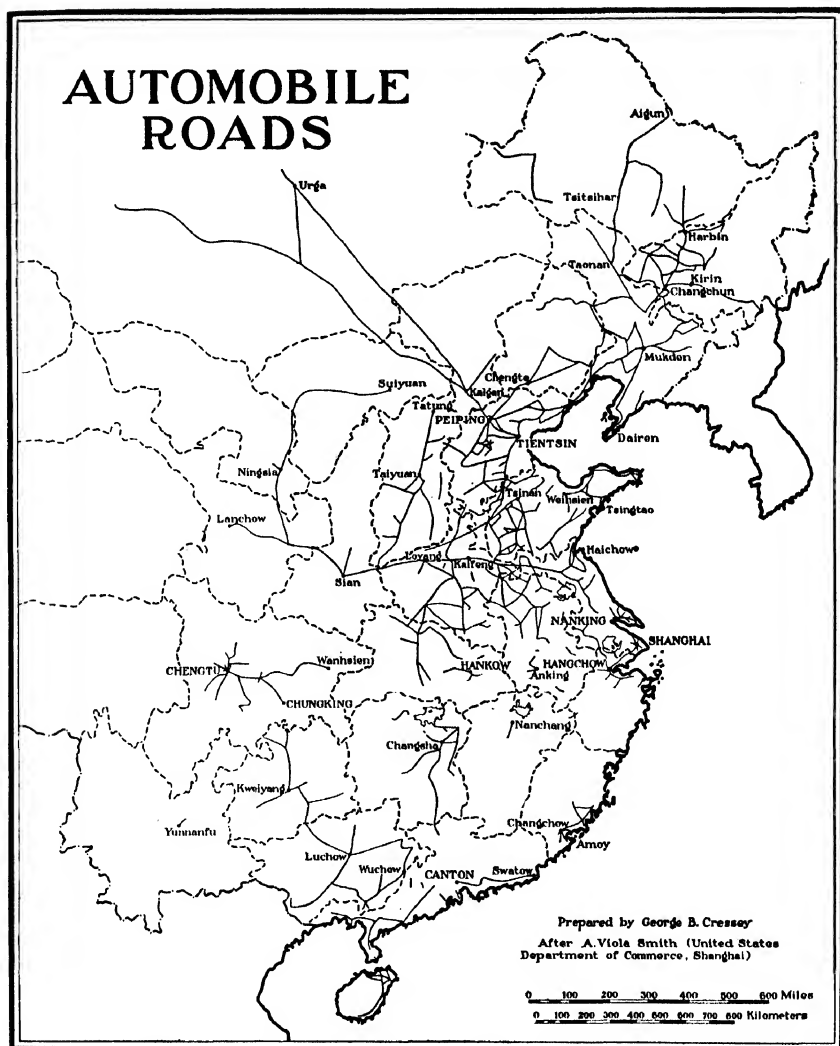 AUTOMOBILE
ROADS
Aigun
Urga
Tsitsihar
Harbin
Taonan
Kirin
Changchun
Mukden
Suiyuan
Chengte
Kalgan
Tatung
PEIPING
TIENTSIN
Dairen
Ningsia
Taiyuan
Tsinan
Weihsien
Tsingtao
Lanchow
Loyang
Kaifeng
Haichow
Sian
NANKING
SHANGHAI
CHENGTU
Wanhsien
HANKOW
HANGCHOW
Anking
CHUNGKING
Nanchang
Changsha
Kweiyang
Changchow
Yunnanfu
Amoy
Luchow
Wuchow
CANTON
Swatow
Prepared by George B. Cressey
After A. Viola Smith (United States
Department of Commerce, Shanghai)
0 100 200 300 400 500 600 Miles
0 100 200 300 400 500 600 700 800 Kilometers